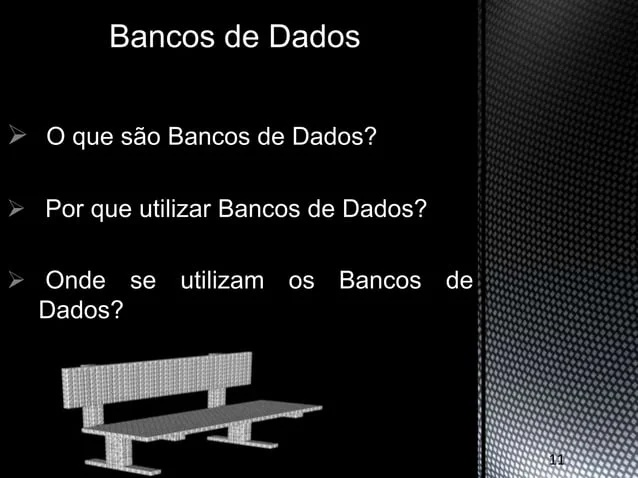 Bancos de Dados
O que são Bancos de Dados?
Por que utilizar Bancos de Dados?
Onde se utilizam os Bancos de
Dados?
11